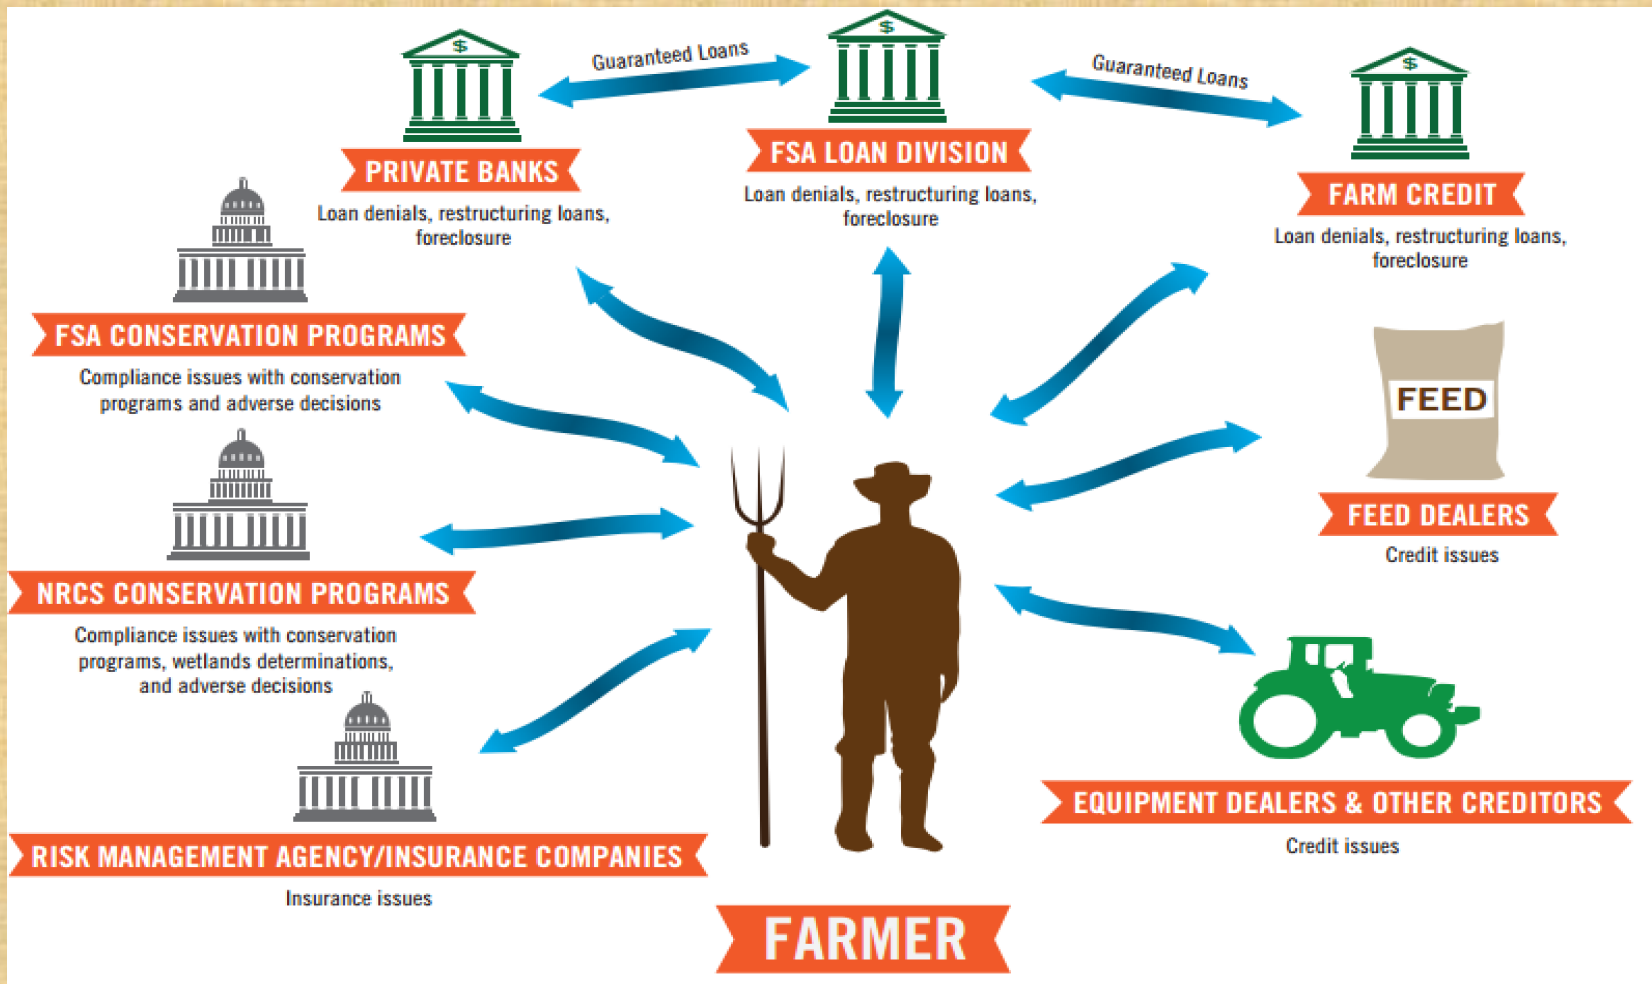 $
Guaranteed Loans
$
Guaranteed Loans
$
PRIVATE BANKS
Loan denials, restructuring loans,
foreclosure
FSA LOAN DIVISION
Loan denials, restructuring loans,
foreclosure
FARM CREDIT
Loan denials, restructuring loans,
foreclosure
FSA CONSERVATION PROGRAMS
Compliance issues with conservation
programs and adverse decisions
FEED
FEED DEALERS
Credit issues
NRCS CONSERVATION PROGRAMS
Compliance issues with conservation
programs, wetlands determinations,
and adverse decisions
EQUIPMENT DEALERS & OTHER CREDITORS
Credit issues
RISK MANAGEMENT AGENCY/INSURANCE COMPANIES
Insurance issues
FARMER